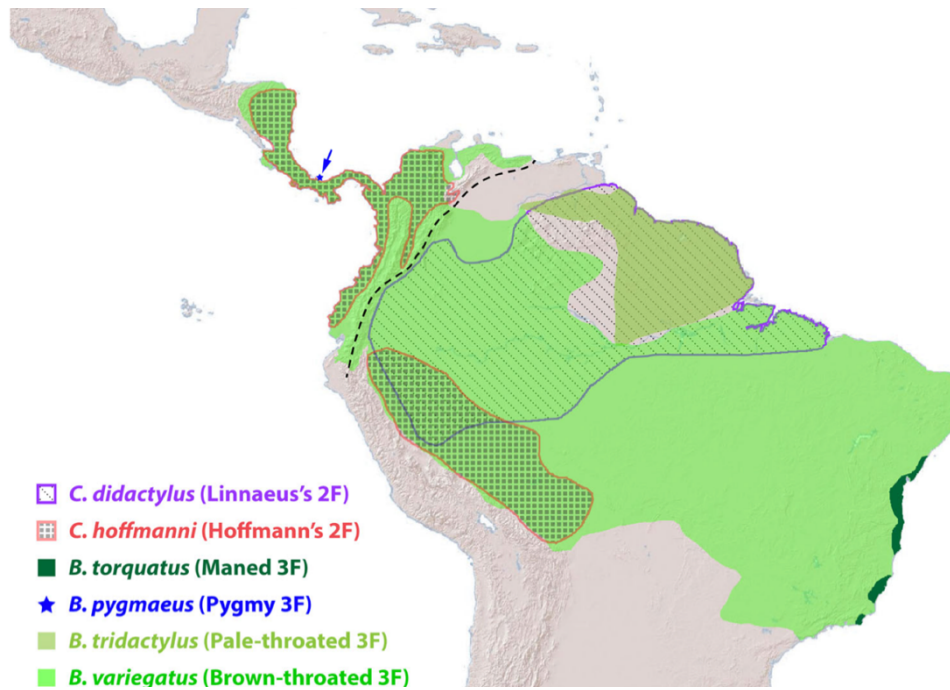 C. didactylus (Linnaeus's 2F)
C. hoffmanni (Hoffmann's 2F)
B. torquatus (Maned 3F)
B. pygmaeus (Pygmy 3F)
B. tridactylus (Pale-throated 3F)
B. variegatus (Brown-throated 3F)